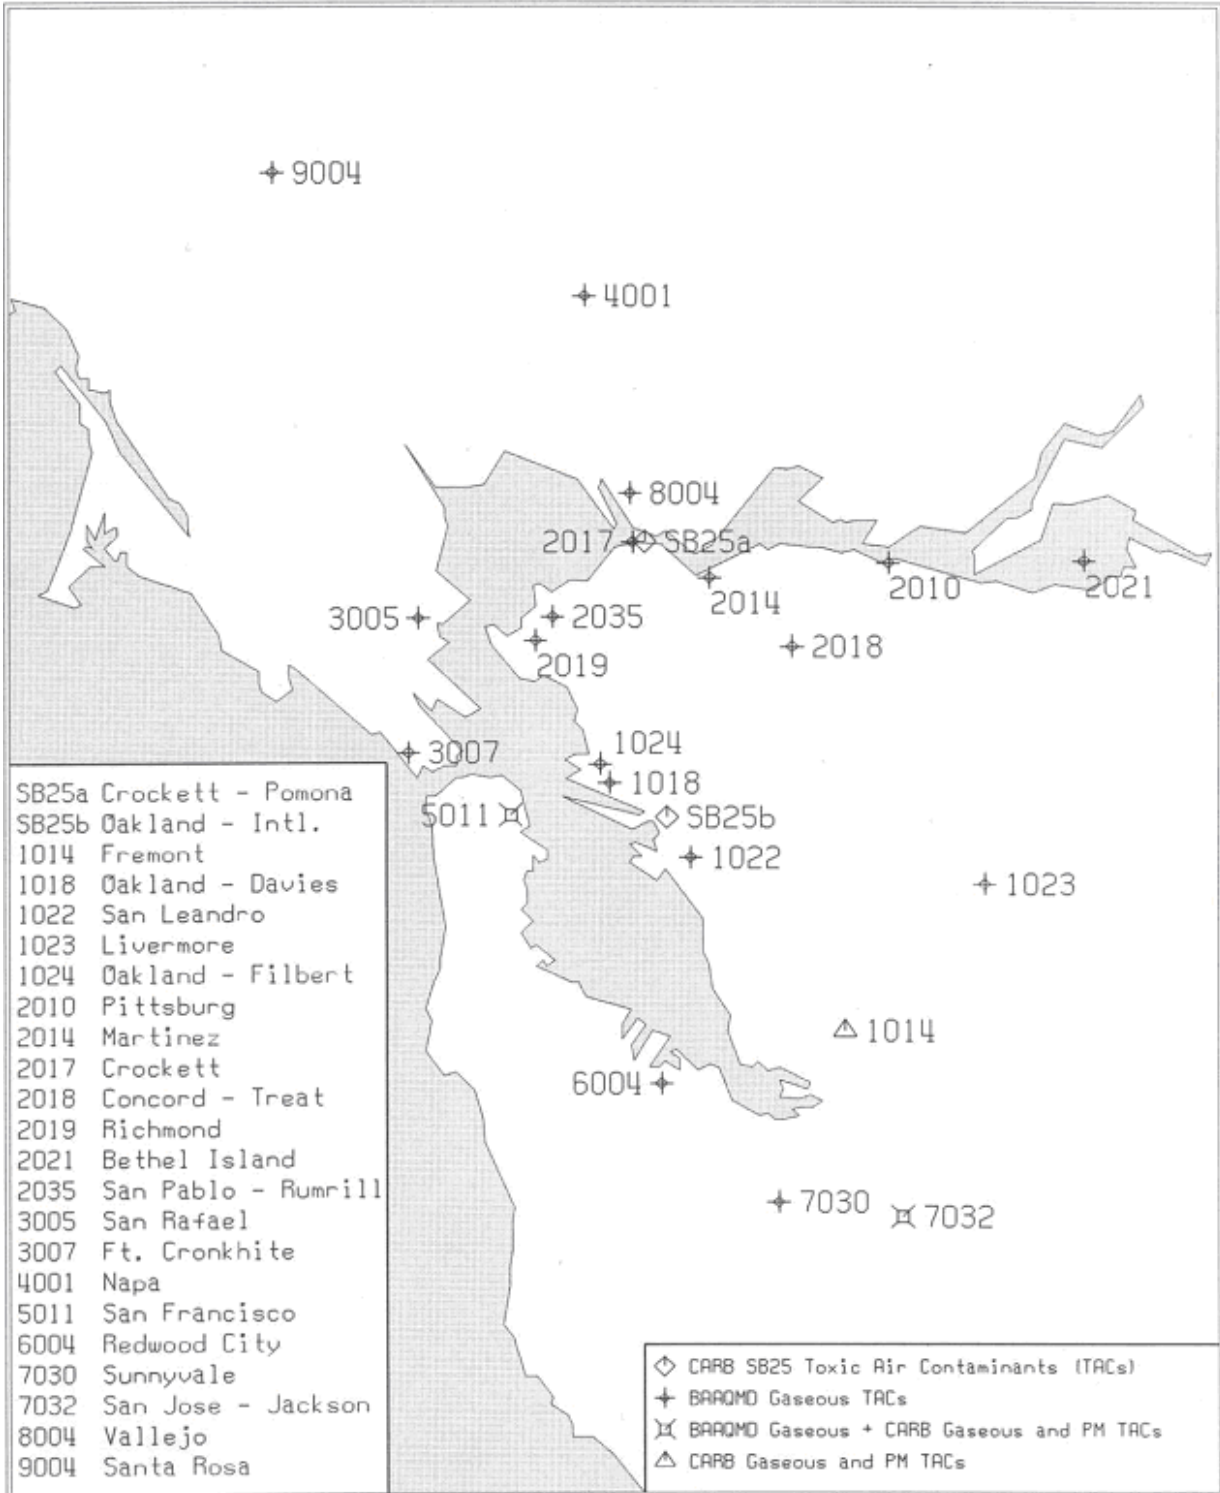 9004
4001
8004
2017 SB25a
2014
2010
2021
3005
2035
2019
2018
3007
1024
1018
5011
SB25b
1022
1023
1014
6004
7030
7032
SB25a Crockett - Pomona
SB25b Oakland - Intl.
1014 Fremont
1018 Oakland - Davies
1022 San Leandro
1023 Livermore
1024 Oakland - Filbert
2010 Pittsburg
2014 Martinez
2017 Crockett
2018 Concord - Treat
2019 Richmond
2021 Bethel Island
2035 San Pablo - Rumrill
3005 San Rafael
3007 Ft. Cronkhite
4001 Napa
5011 San Francisco
6004 Redwood City
7030 Sunnyvale
7032 San Jose - Jackson
8004 Vallejo
9004 Santa Rosa
CARB SB25 Toxic Air Contaminants (TACs)
BAAQMD Gaseous TACs
BAAQMD Gaseous + CARB Gaseous and PM TACs
CARB Gaseous and PM TACs